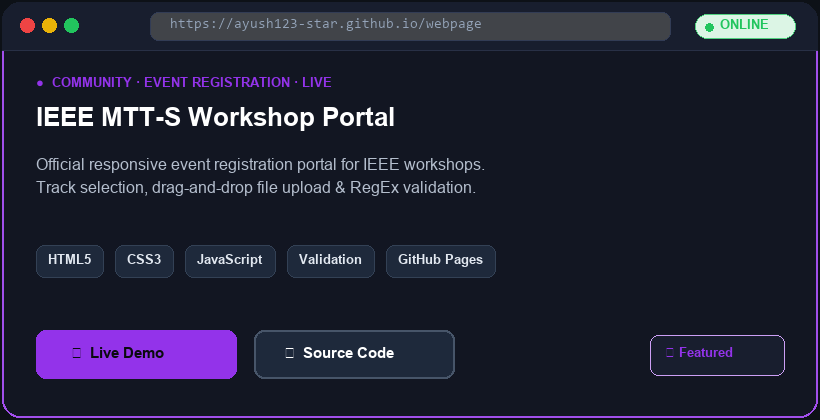 https://ayush123-star.github.io/webpage
ONLINE
COMMUNITY · EVENT REGISTRATION · LIVE
IEEE MTT-S Workshop Portal
Official responsive event registration portal for IEEE workshops.
Track selection, drag-and-drop file upload & RegEx validation.
HTML5 CSS3 JavaScript Validation GitHub Pages
Live Demo Source Code Featured